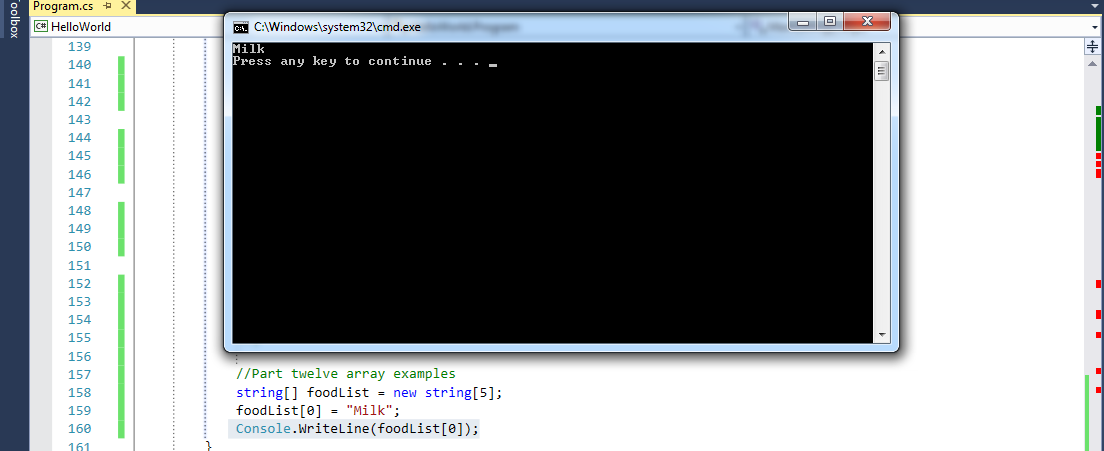 Toolbox
Program.cs
HelloWorld
C:\Windows\system32\cmd.exe
Milk
Press any key to continue . . . _
139
140
141
142
143
144
145
146
147
148
149
150
151
152
153
154
155
156
157 //Part twelve array examples
158 string[] foodList = new string[5];
159 foodList[0] = "Milk";
160 Console.WriteLine(foodList[0]);
161 }